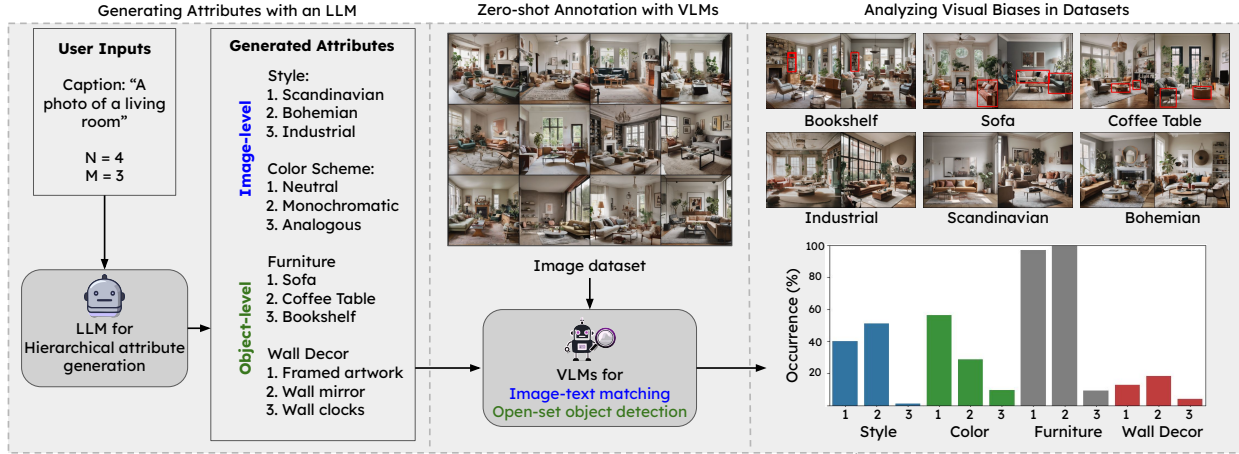 Generating Attributes with an LLM
User Inputs
Caption: “A
photo of a living
room”
N = 4
M = 3
LLM for
Hierarchical attribute
generation
Generated Attributes
Image-level
Style:
1. Scandinavian
2. Bohemian
3. Industrial
Color Scheme:
1. Neutral
2. Monochromatic
3. Analogous
Object-level
Furniture
1. Sofa
2. Coffee Table
3. Bookshelf
Wall Decor
1. Framed artwork
2. Wall mirror
3. Wall clocks
Zero-shot Annotation with VLMs
Image dataset
VLMs for
Image-text matching
Open-set object detection
Analyzing Visual Biases in Datasets
Bookshelf
Sofa
Coffee Table
Industrial
Scandinavian
Bohemian
Occurrence (%)
100
80
60
40
20
1 2 3 1 2 3 1 2 3 1 2 3
Style Color Furniture Wall Decor